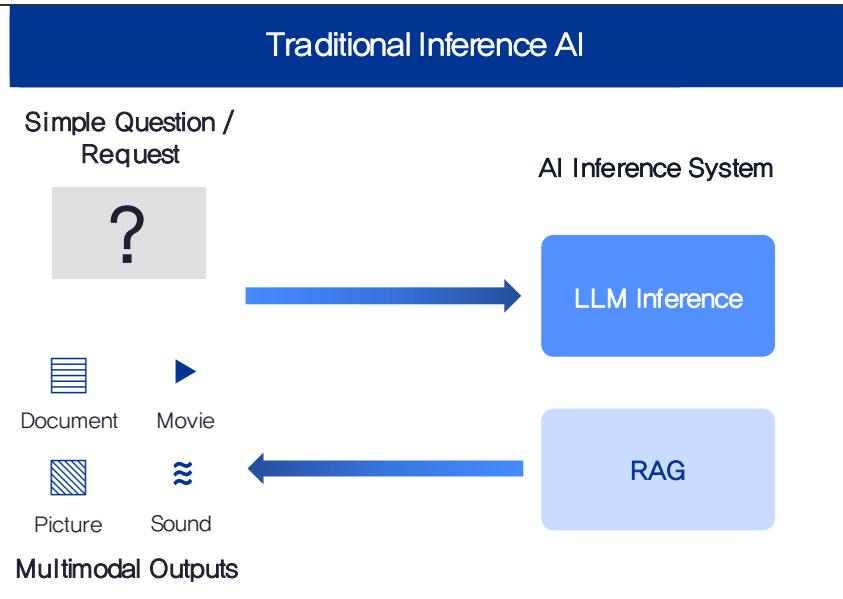 Traditional Inference AI
Simple Question /
Request
?
AI Inference System
LLM Inference
Document
Movie
RAG
Picture
Sound
Multimodal Outputs